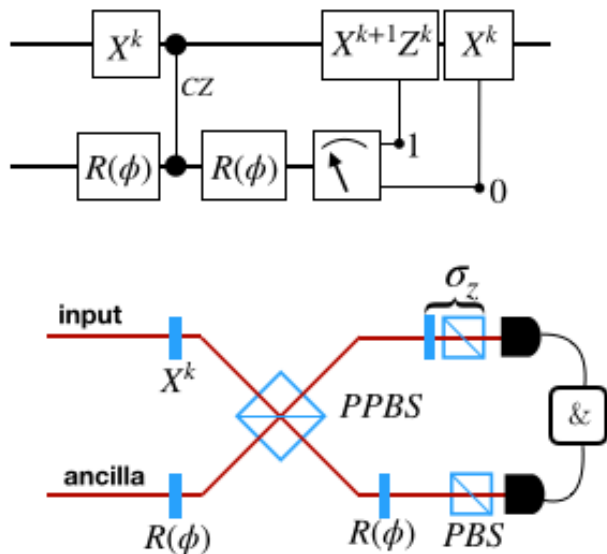 X^k X^{k+1}Z^k X^k
CZ
R(ϕ) R(ϕ) 1
0
σ_z
input
X^k PPBS
&
ancilla
R(ϕ) R(ϕ) PBS